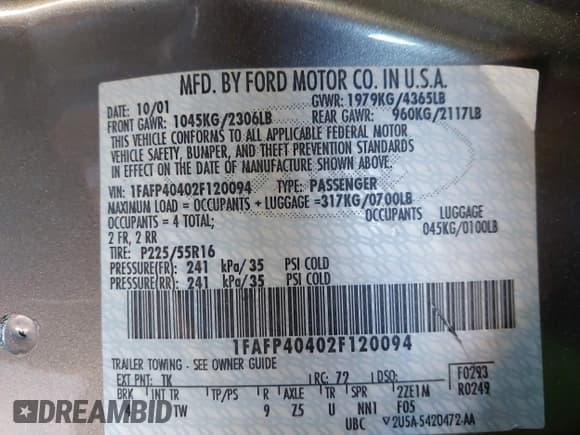 MFD. BY FORD MOTOR CO. IN U.S.A.
DATE: 10/01 GVWR: 1979KG/4365LB
FRONT GAWR: 1045KG/2306LB REAR GAWR: 960KG/2117LB
THIS VEHICLE CONFORMS TO ALL APPLICABLE FEDERAL MOTOR
VEHICLE SAFETY, BUMPER, AND THEFT PREVENTION STANDARDS
IN EFFECT ON THE DATE OF MANUFACTURE SHOWN ABOVE.
VIN: 1FAFP40402F120094 TYPE: PASSENGER
MAXIMUM LOAD = OCCUPANTS + LUGGAGE =317KG/0700LB
OCCUPANTS = 4 TOTAL; OCCUPANTS LUGGAGE
2 FR, 2 RR 045KG/0100LB
P225/55R16
PRESSURE(FR): 241 kPa/35 PSI COLD
PRESSURE(RR): 241 kPa/35 PSI COLD
1FAFP40402F120094
TRAILER TOWING - SEE OWNER GUIDE
EXT PNT: TK RC: 72 DSO: F0293
BRK INT TR TP/PS R AXLE TR SPR 2ZE1M R0249
4 TW 9 Z5 U NN1 F05
UBC 2U5A-5420472-AA
DREAMBID